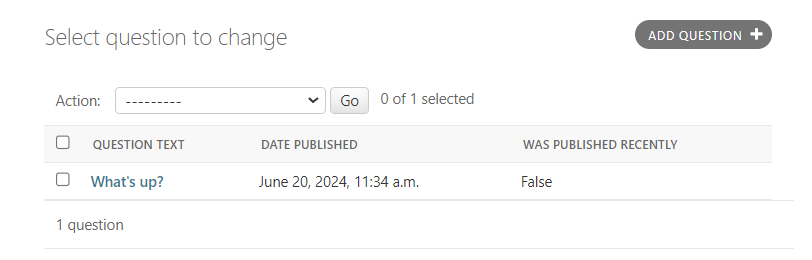 Select question to change
ADD QUESTION +
Action: --------- Go 0 of 1 selected
QUESTION TEXT DATE PUBLISHED WAS PUBLISHED RECENTLY
What's up? June 20, 2024, 11:34 a.m. False
1 question